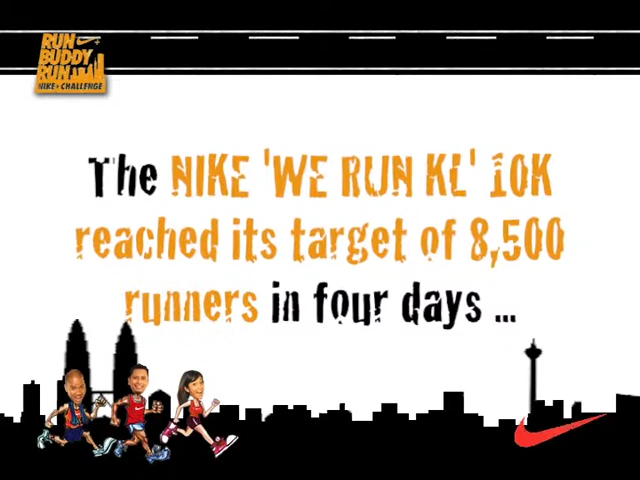 RUN
BUDDY
RUN
NIKE+ CHALLENGE
The NIKE 'WE RUN KL' 10K
reached its target of 8,500
runners in four days ...